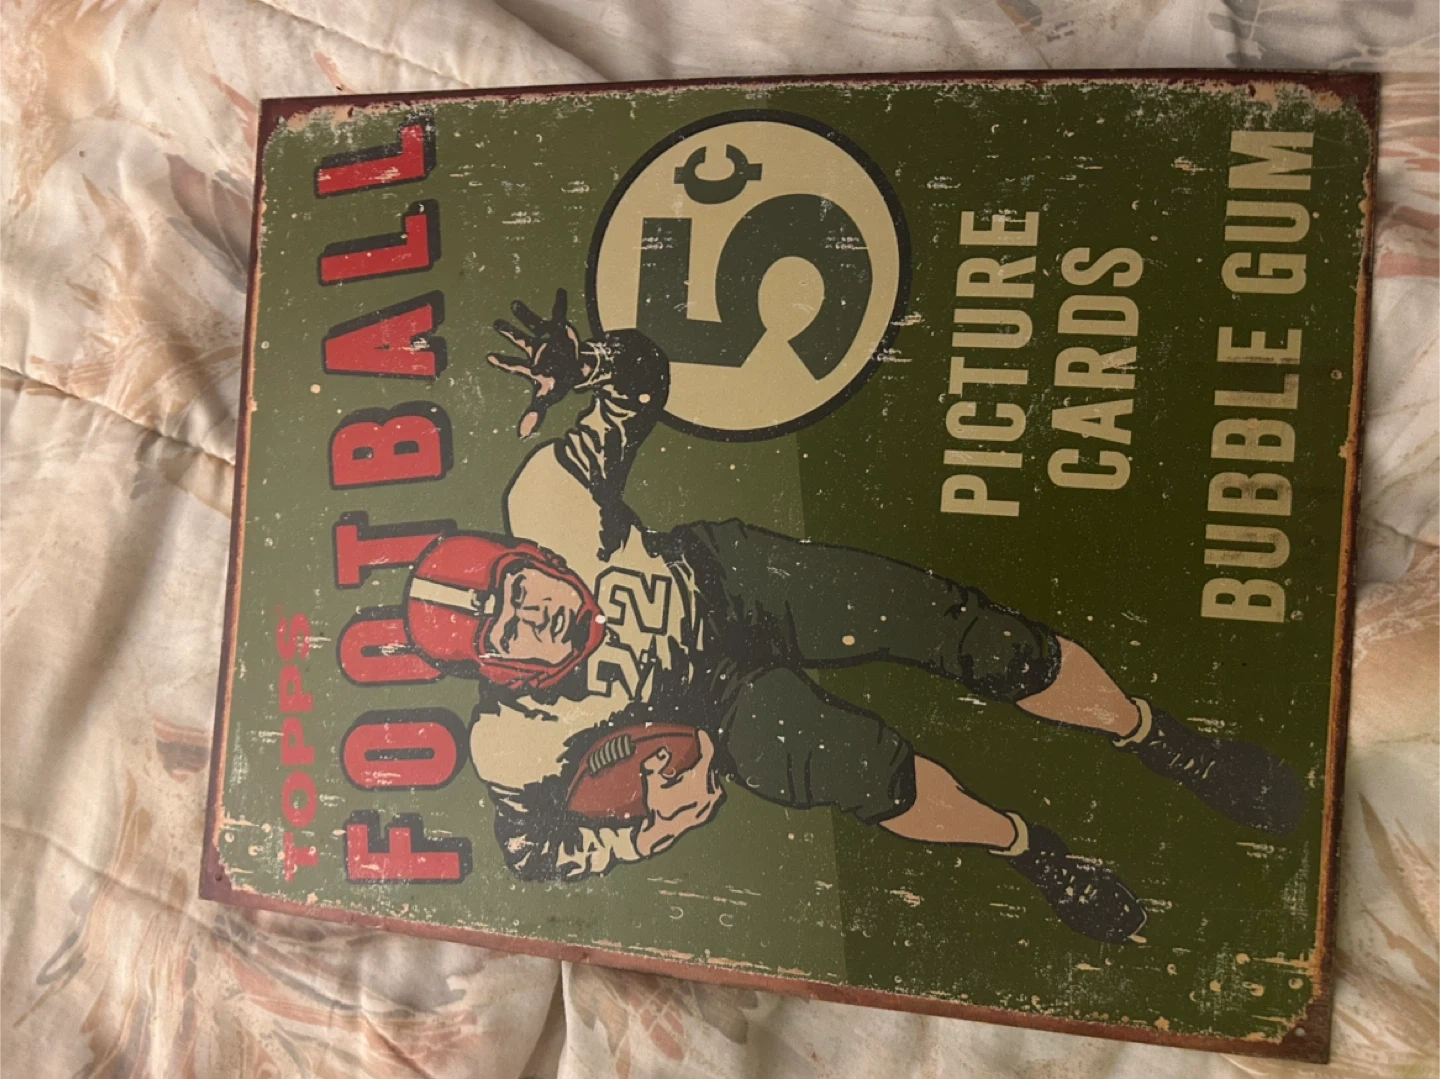 TOPPS
FOOTBALL
5¢
22
PICTURE
CARDS
BUBBLE GUM